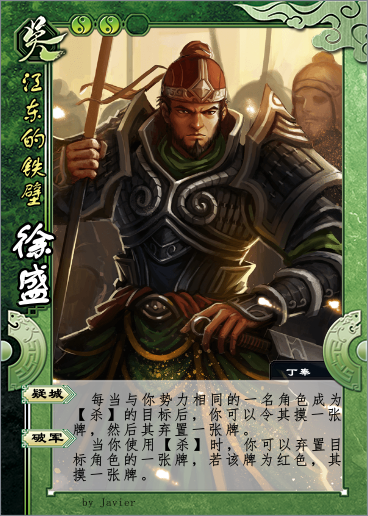 吴
江东的铁壁
徐盛
丁奉
疑城
每当与你势力相同的一名角色成为
【杀】的目标后，你可以令其摸一张
牌，然后其弃置一张牌。
破军
当你使用【杀】时，你可以弃置目
标角色的一张牌，若该牌为红色，其
摸一张牌。
by Javier